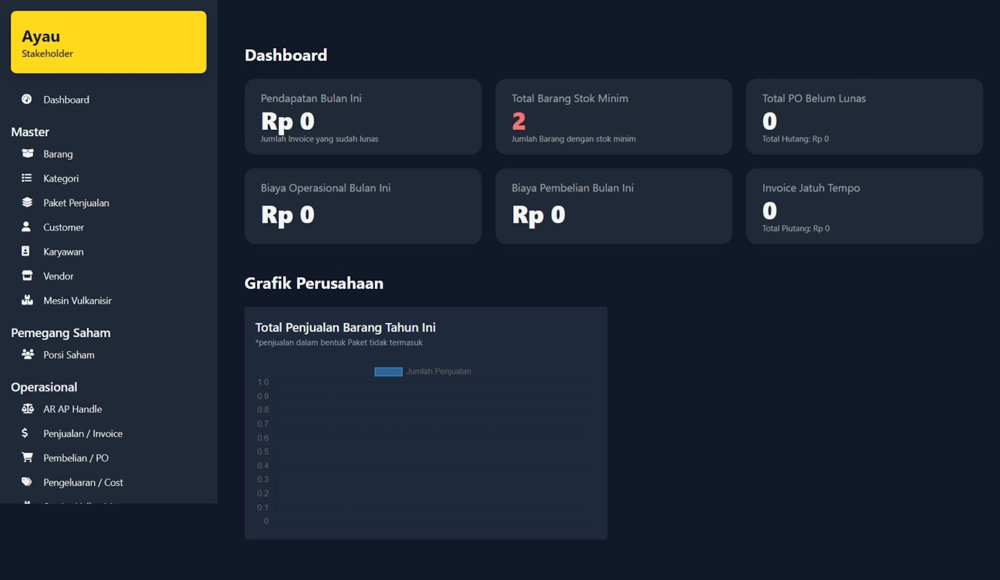 Ayau
Stakeholder
Dashboard
Master
Barang
Kategori
Paket Penjualan
Customer
Karyawan
Vendor
Mesin Vulkanisir
Pemegang Saham
Porsi Saham
Operasional
AR AP Handle
Penjualan / Invoice
Pembelian / PO
Pengeluaran / Cost
Dashboard
Pendapatan Bulan Ini
Rp 0
Jumlah Invoice yang sudah lunas
Total Barang Stok Minim
2
Jumlah Barang dengan stok minim
Total PO Belum Lunas
0
Total Hutang: Rp 0
Biaya Operasional Bulan Ini
Rp 0
Biaya Pembelian Bulan Ini
Rp 0
Invoice Jatuh Tempo
0
Total Piutang: Rp 0
Grafik Perusahaan
Total Penjualan Barang Tahun Ini
*penjualan dalam bentuk Paket tidak termasuk
Jumlah Penjualan
1.0
0.9
0.8
0.7
0.6
0.5
0.4
0.3
0.2
0.1
0